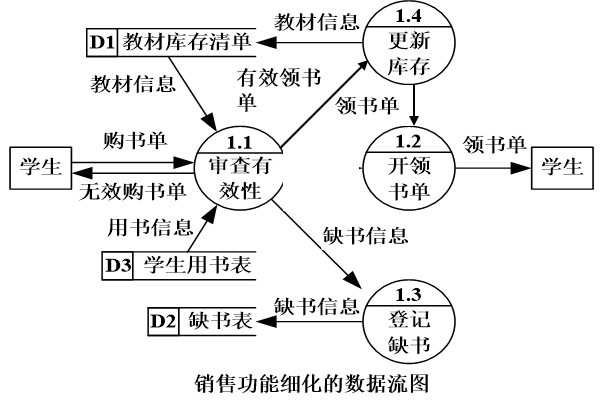 教材信息
1.4
更新
库存
D1 教材库存清单
教材信息
有效领书
单
领书单
购书单
1.1
审查有
效性
1.2
开领
书单
领书单
学生
学生
无效购书单
用书信息
缺书信息
D3 学生用书表
1.3
登记
缺书
缺书信息
D2 缺书表
销售功能细化的数据流图